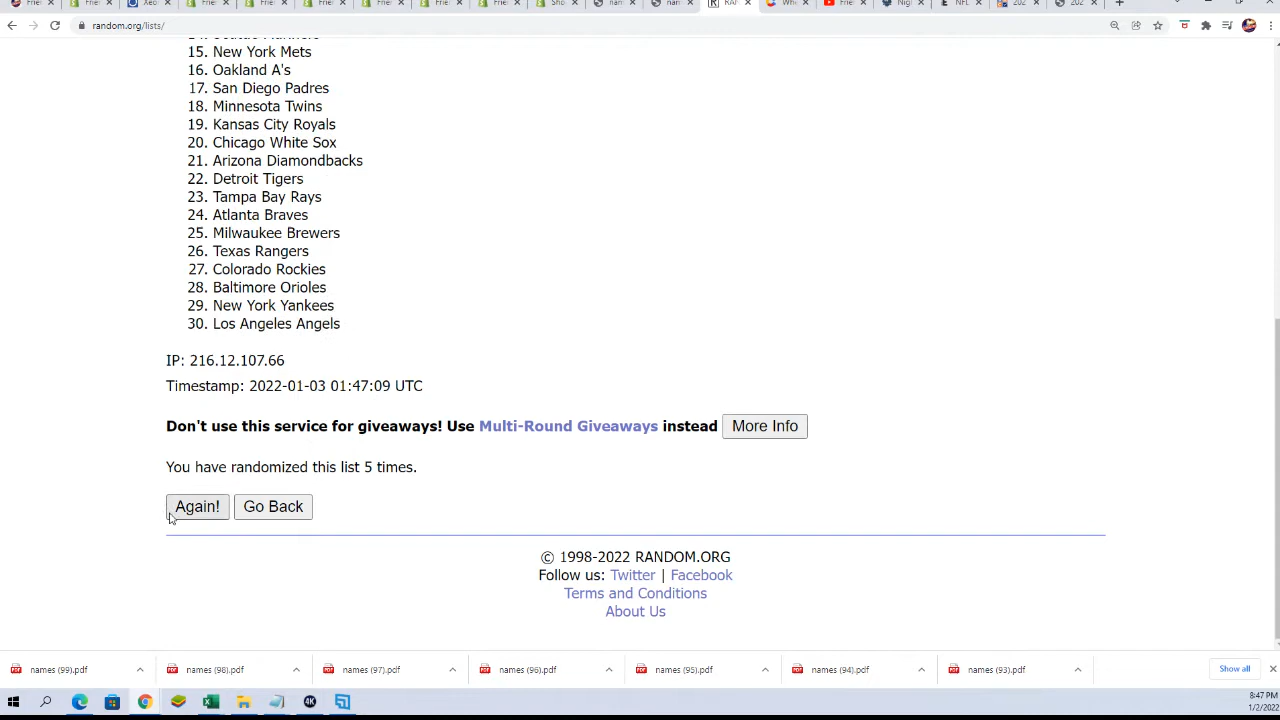 random.org/lists/
14. Seattle Mariners
15. New York Mets
16. Oakland A's
17. San Diego Padres
18. Minnesota Twins
19. Kansas City Royals
20. Chicago White Sox
21. Arizona Diamondbacks
22. Detroit Tigers
23. Tampa Bay Rays
24. Atlanta Braves
25. Milwaukee Brewers
26. Texas Rangers
27. Colorado Rockies
28. Baltimore Orioles
29. New York Yankees
30. Los Angeles Angels
IP: 216.12.107.66
Timestamp: 2022-01-03 01:47:09 UTC
Don't use this service for giveaways! Use Multi-Round Giveaways instead More Info
You have randomized this list 5 times.
Again! Go Back
© 1998-2022 RANDOM.ORG
Follow us: Twitter | Facebook
Terms and Conditions
About Us
names (99).pdf names (98).pdf names (97).pdf names (96).pdf names (95).pdf names (94).pdf names (93).pdf Show all
4K 8:47 PM
1/2/2022